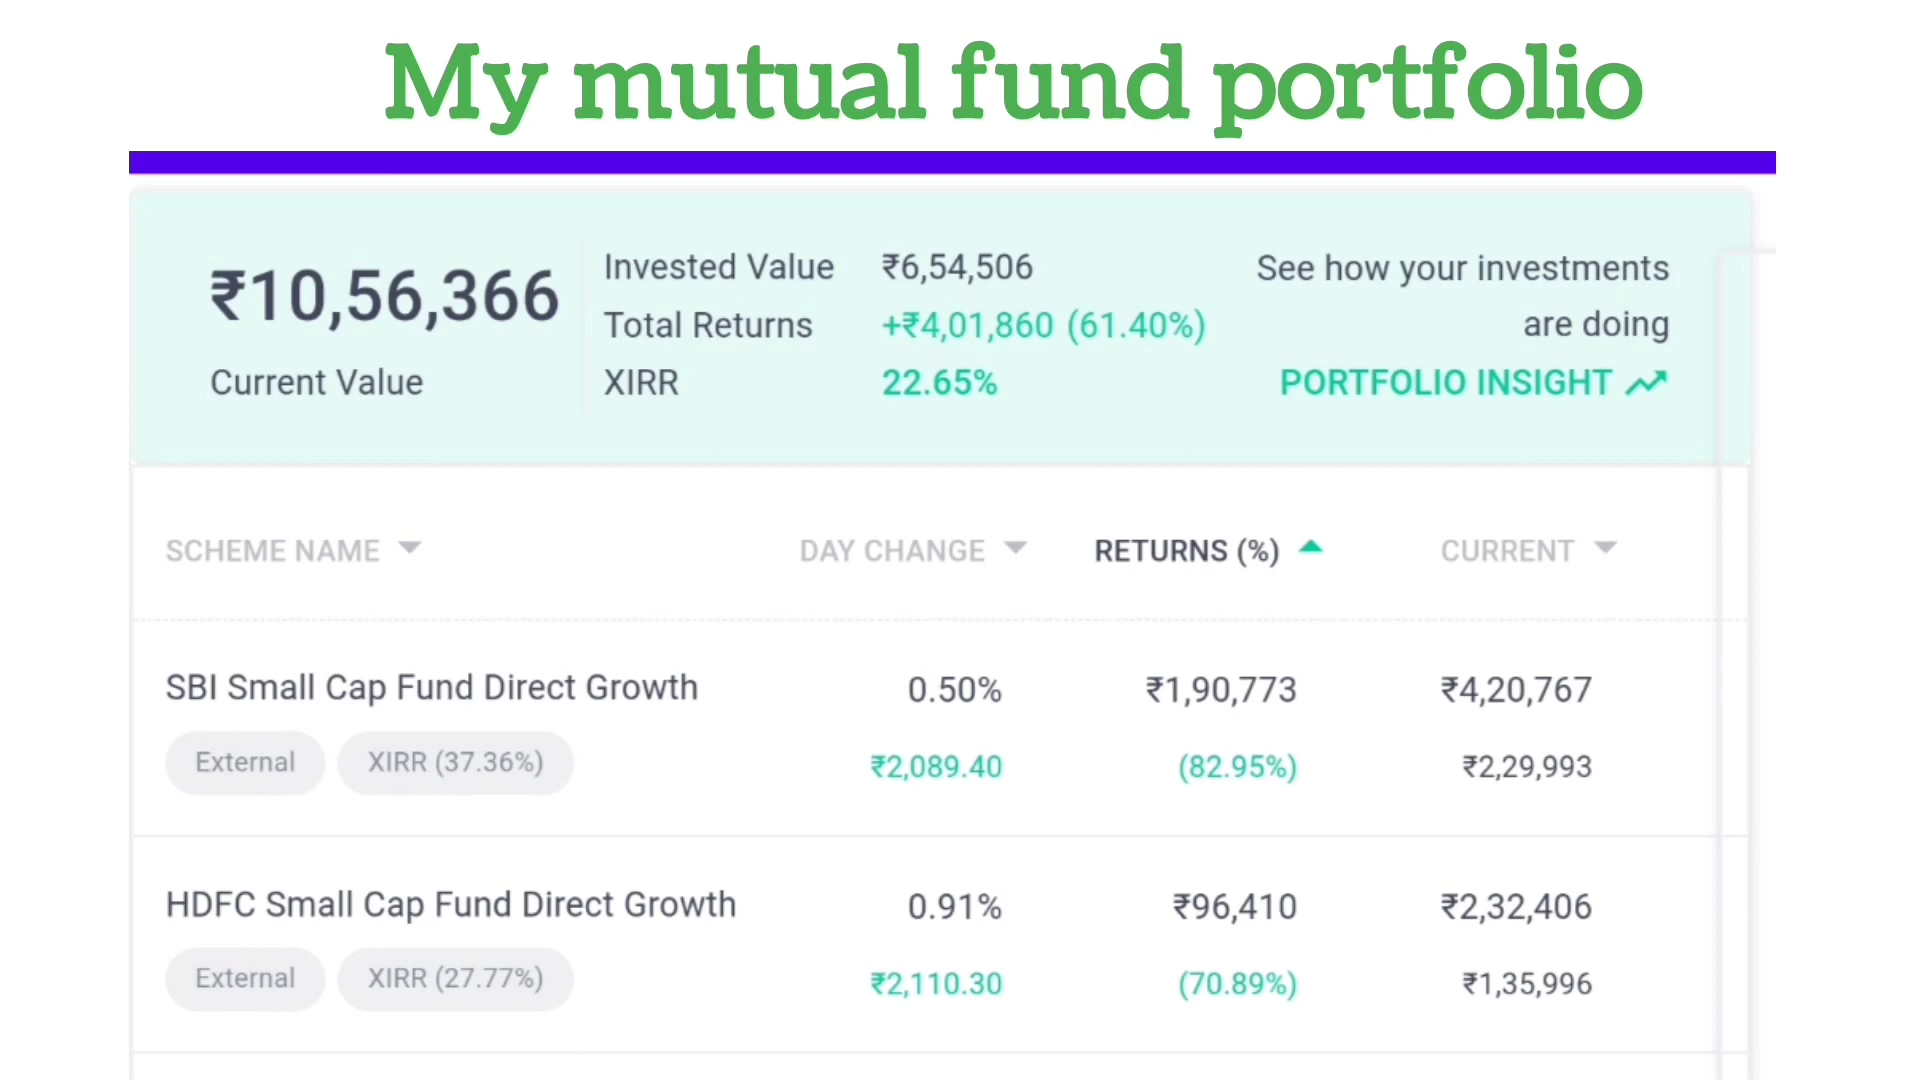 My mutual fund portfolio
₹10,56,366
Current Value
Invested Value ₹6,54,506
Total Returns +₹4,01,860 (61.40%)
XIRR 22.65%
See how your investments
are doing
PORTFOLIO INSIGHT
SCHEME NAME DAY CHANGE RETURNS (%) CURRENT
SBI Small Cap Fund Direct Growth 0.50% ₹1,90,773 ₹4,20,767
External XIRR (37.36%) ₹2,089.40 (82.95%) ₹2,29,993
HDFC Small Cap Fund Direct Growth 0.91% ₹96,410 ₹2,32,406
External XIRR (27.77%) ₹2,110.30 (70.89%) ₹1,35,996